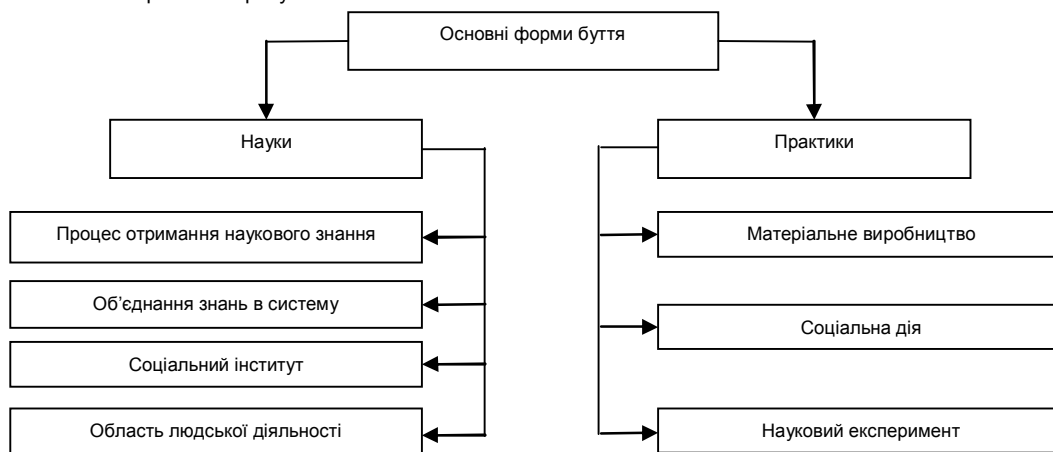 Основні форми буття
Науки
Практики
Процес отримання наукового знання
Матеріальне виробництво
Об’єднання знань в систему
Соціальна дія
Соціальний інститут
Область людської діяльності
Науковий експеримент